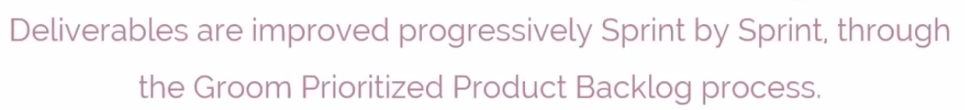 Deliverables are improved progressively Sprint by Sprint, through
the Groom Prioritized Product Backlog process.